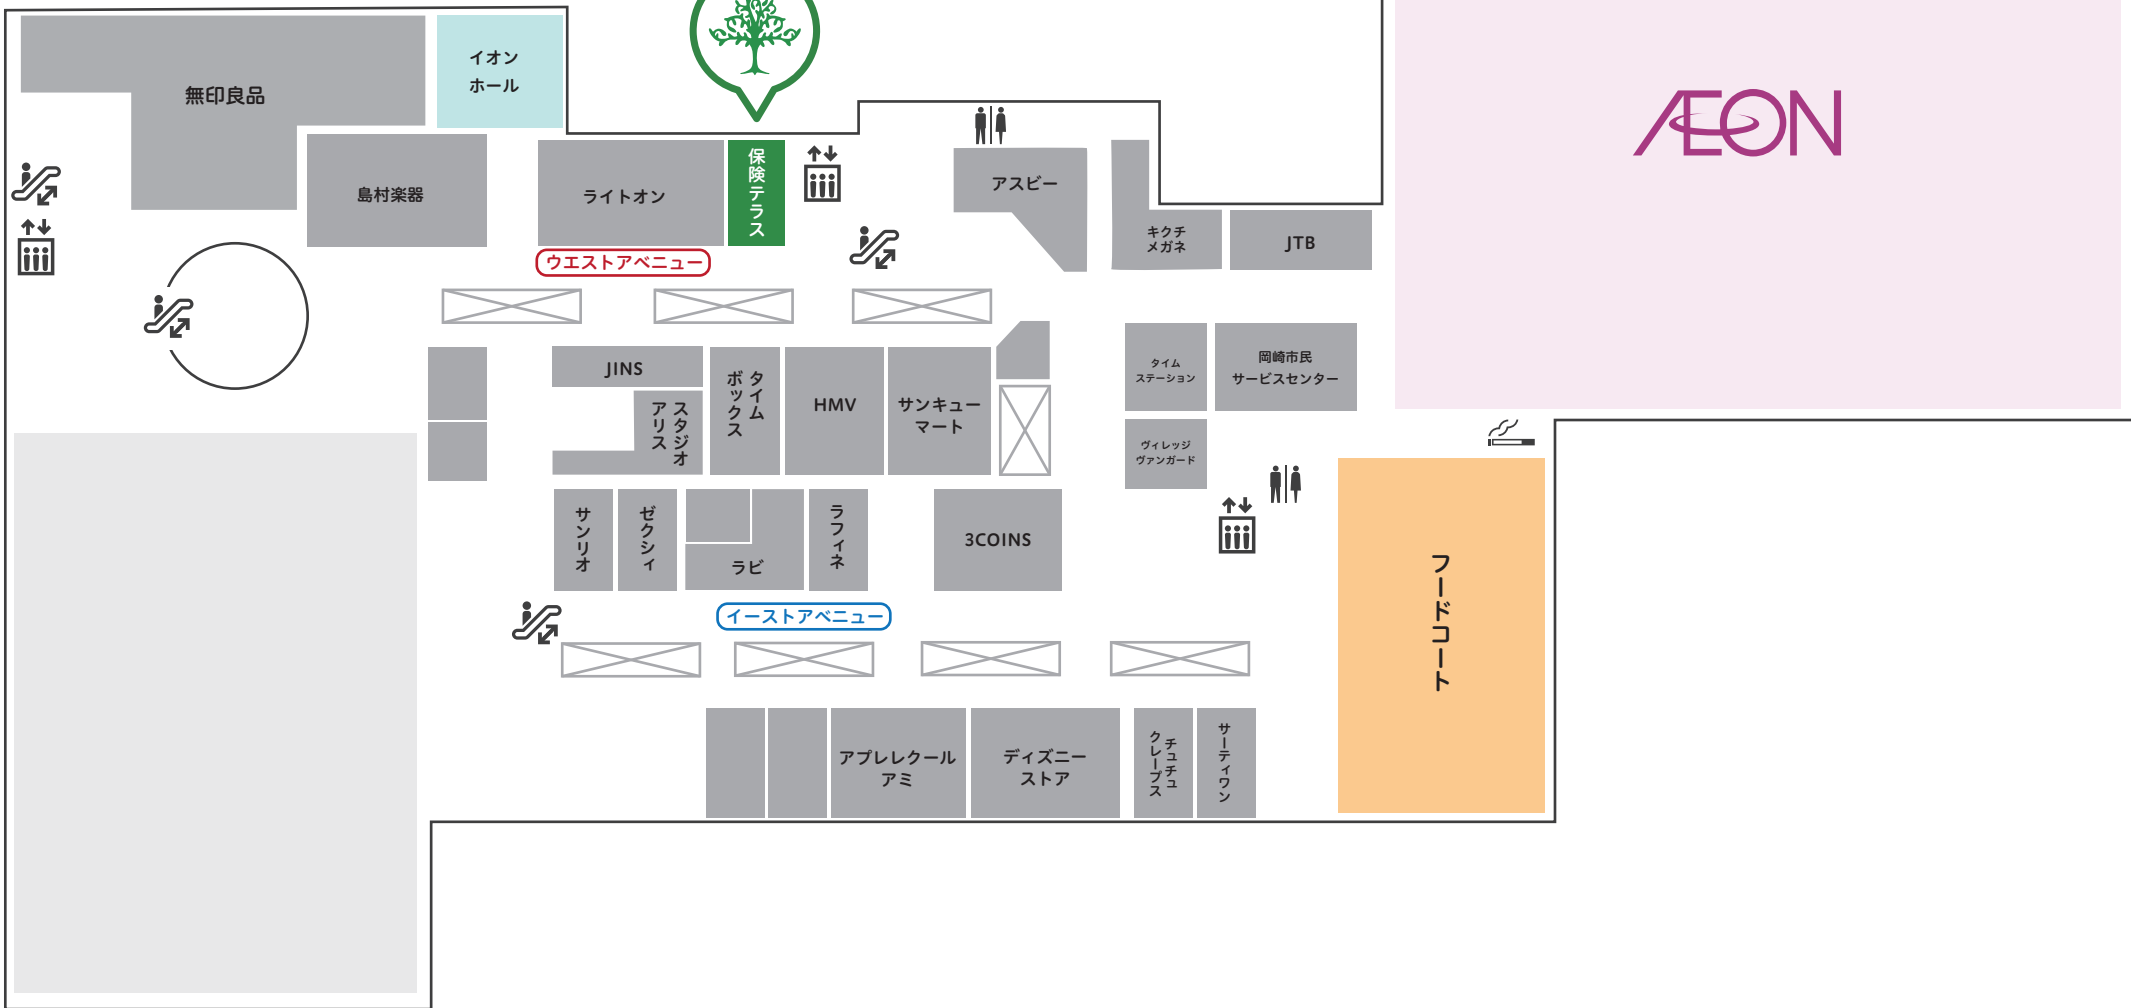 イオン
ホール
無印良品
島村楽器
ライトオン
保険テラス
アスビー
キクチ
メガネ
JTB
ÆON
ウエストアベニュー
JINS
スタジオ
アリス
タイム
ボックス
HMV
サンキュー
マート
タイム
ステーション
岡崎市民
サービスセンター
ヴィレッジ
ヴァンガード
サンリオ
ゼクシィ
ラビ
ラフィネ
3COINS
フードコート
イーストアベニュー
アプレレクール
アミ
ディズニー
ストア
チュチュ
クレープス
サーティワン